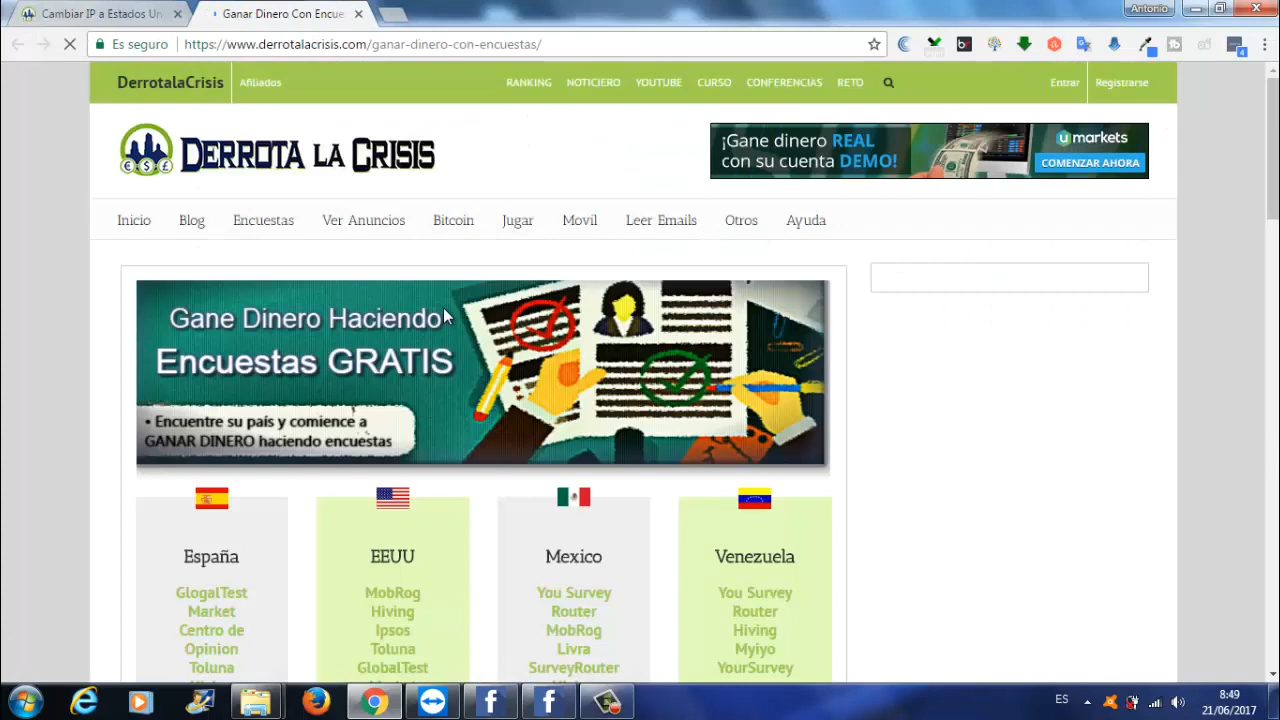 Cambiar IP a Estados Un
Ganar Dinero Con Encue
Antonio
Es seguro
https://www.derrotalacrisis.com/ganar-dinero-con-encuestas/
4
DerrotalaCrisis
Afiliados
RANKING
NOTICIERO
YOUTUBE
CURSO
CONFERENCIAS
RETO
Entrar
Registrarse
DERROTA LA CRISIS
¡Gane dinero REAL
con su cuenta DEMO!
umarkets
COMENZAR AHORA
Inicio
Blog
Encuestas
Ver Anuncios
Bitcoin
Jugar
Movil
Leer Emails
Otros
Ayuda
Gane Dinero Haciendo
Encuestas GRATIS
• Encuentre su país y comience a
GANAR DINERO haciendo encuestas
España
GlogalTest
Market
Centro de
Opinion
Toluna
EEUU
MobRog
Hiving
Ipsos
Toluna
GlobalTest
Mexico
You Survey
Router
MobRog
Livra
SurveyRouter
Venezuela
You Survey
Router
Hiving
Myiyo
YourSurvey
ES
8:49
21/06/2017